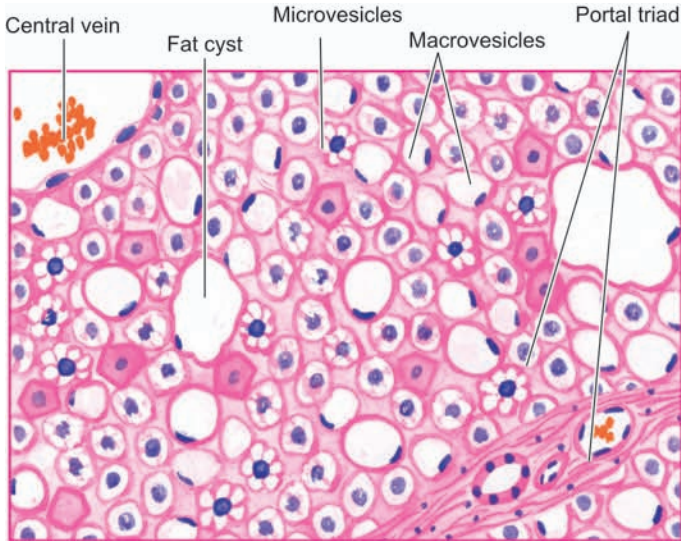 Central vein
Fat cyst
Microvesicles
Macrovesicles
Portal triad